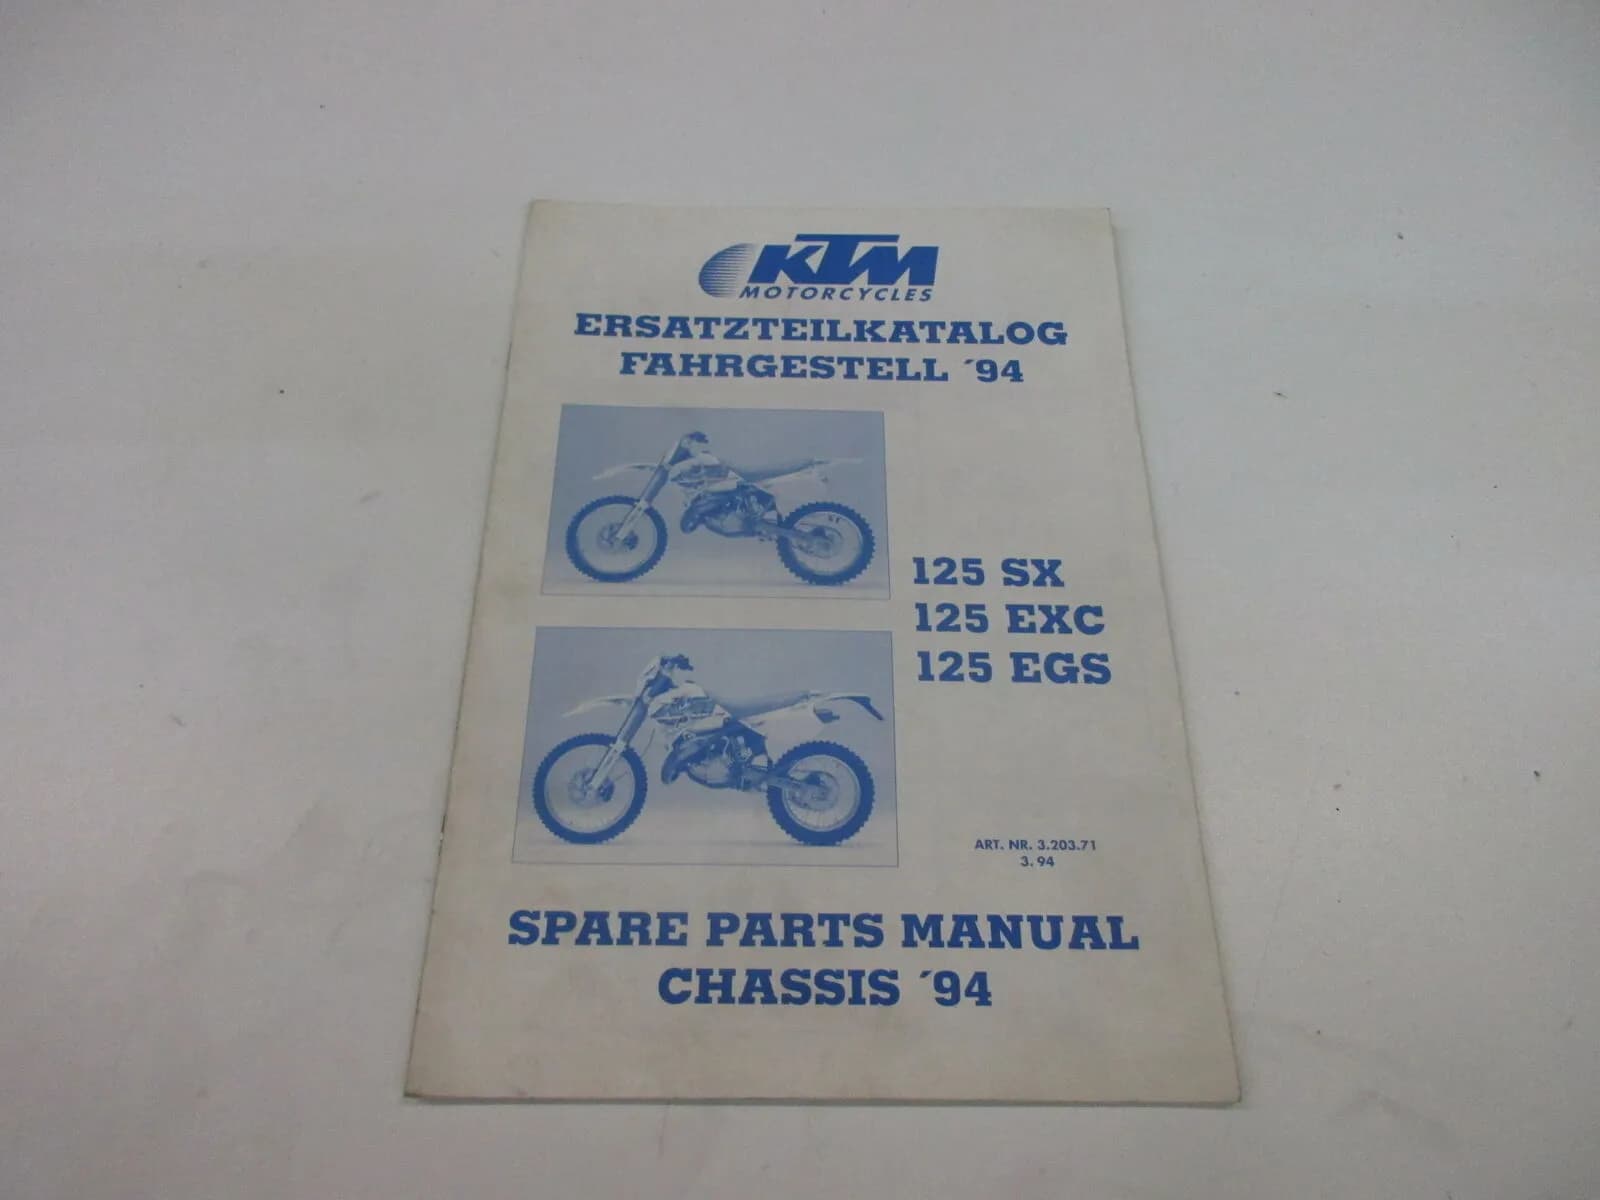 KTM
MOTORCYCLES
ERSATZTEILKATALOG
FAHRGESTELL ´94
125 SX
125 EXC
125 EGS
ART. NR. 3.203.71
3. 94
SPARE PARTS MANUAL
CHASSIS ´94